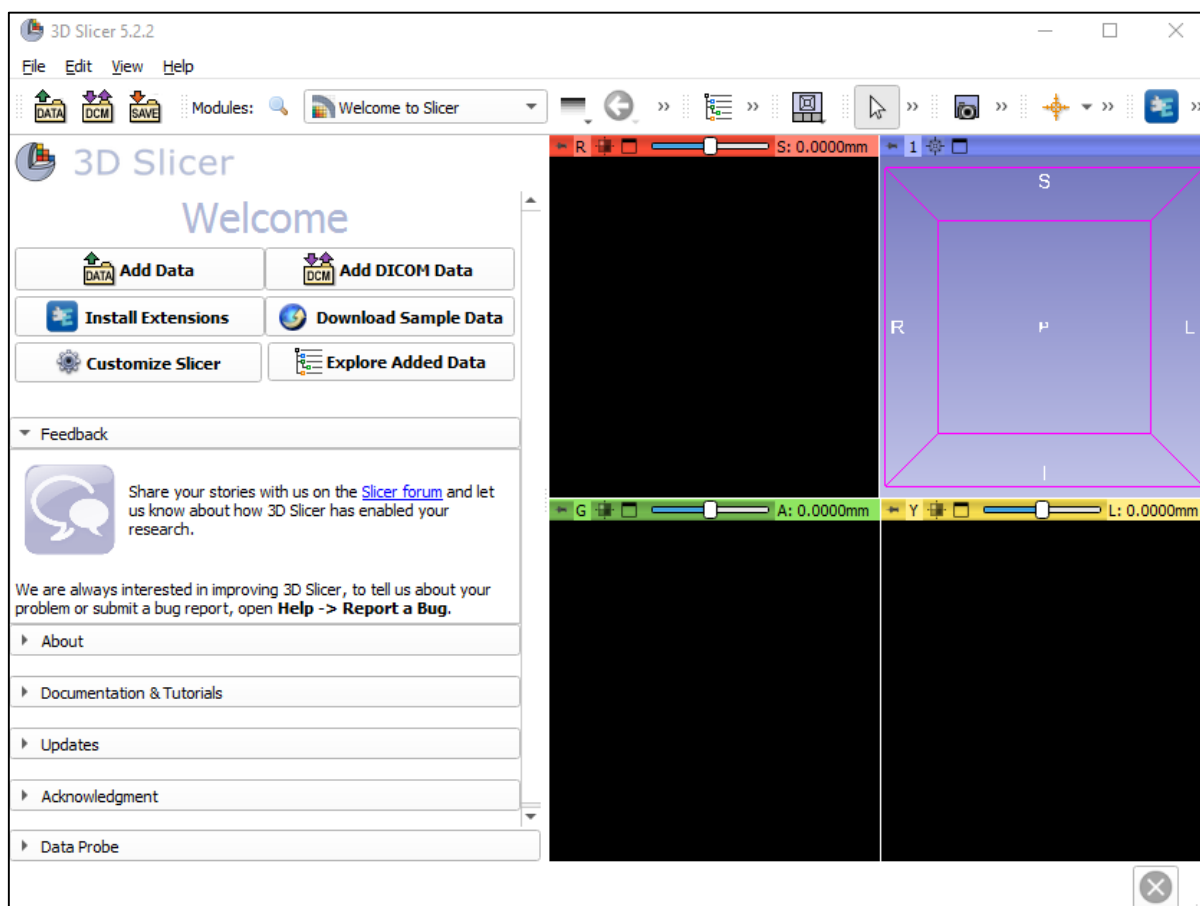 3D Slicer 5.2.2
File Edit View Help
DATA DCM SAVE Modules: Welcome to Slicer
3D Slicer
Welcome
DATA Add Data
DCM Add DICOM Data
Install Extensions
Download Sample Data
Customize Slicer
Explore Added Data
Feedback
Share your stories with us on the Slicer forum and let
us know about how 3D Slicer has enabled your
research.
We are always interested in improving 3D Slicer, to tell us about your
problem or submit a bug report, open Help -> Report a Bug.
About
Documentation & Tutorials
Updates
Acknowledgment
Data Probe
R S: 0.0000mm
1
S
R
P
L
I
G A: 0.0000mm
Y L: 0.0000mm